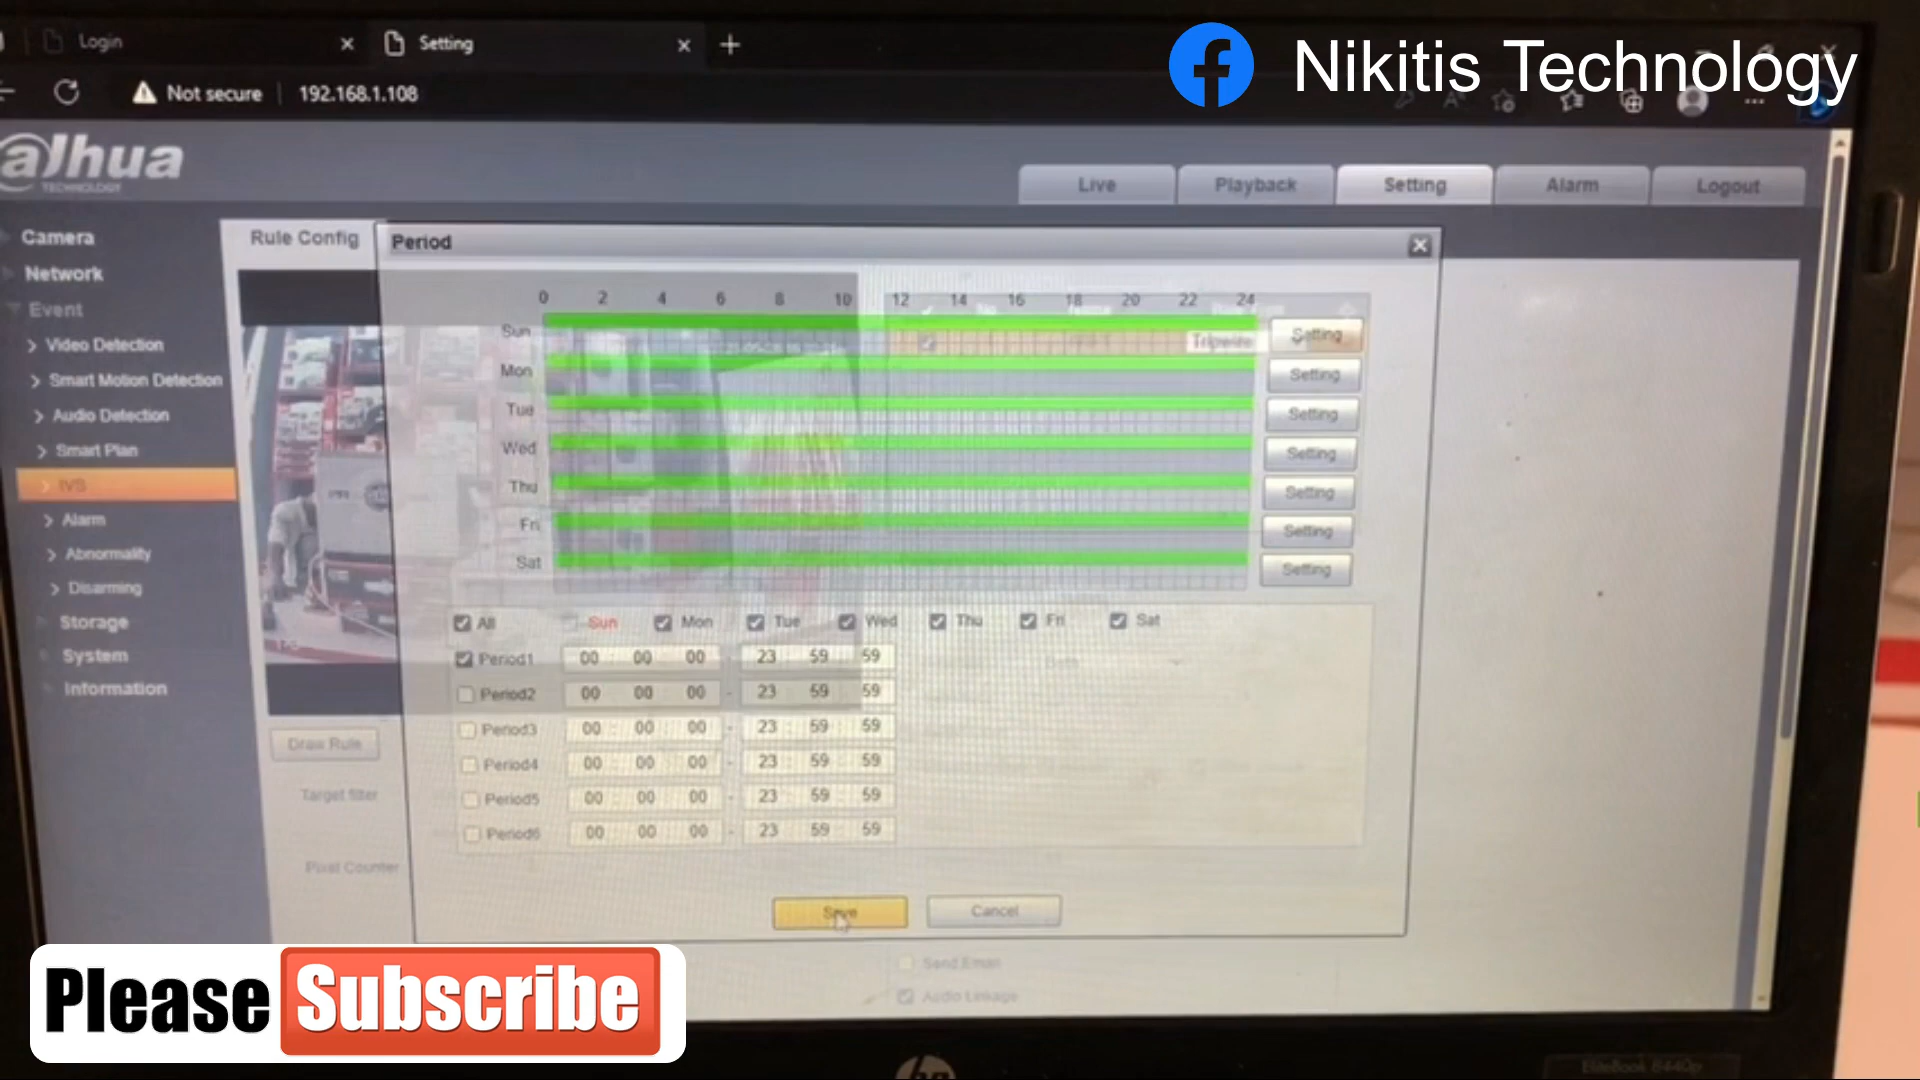 Login
Setting
Nikitis Technology
Not secure
192.168.1.108
alhua
TECHNOLOGY
Live
Playback
Setting
Alarm
Logout
Camera
Network
Event
Video Detection
Smart Motion Detection
Audio Detection
Smart Plan
IVS
Alarm
Abnormality
Disarming
Storage
System
Information
Rule Config
Period
0 2 4 6 8 10 12 14 16 18 20 22 24
Sun Tripwire Setting
Mon Setting
Tue Setting
Wed Setting
Thu Setting
Fri Setting
Sat Setting
All Sun Mon Tue Wed Thu Fri Sat
Period1 00 : 00 : 00 - 23 : 59 : 59
Period2 00 : 00 : 00 - 23 : 59 : 59
Period3 00 : 00 : 00 - 23 : 59 : 59
Period4 00 : 00 : 00 - 23 : 59 : 59
Period5 00 : 00 : 00 - 23 : 59 : 59
Period6 00 : 00 : 00 - 23 : 59 : 59
Draw Rule
Target filter
Pixel Counter
Save
Cancel
Send Email
Audio Linkage
Please Subscribe
hp
EliteBook 8440p